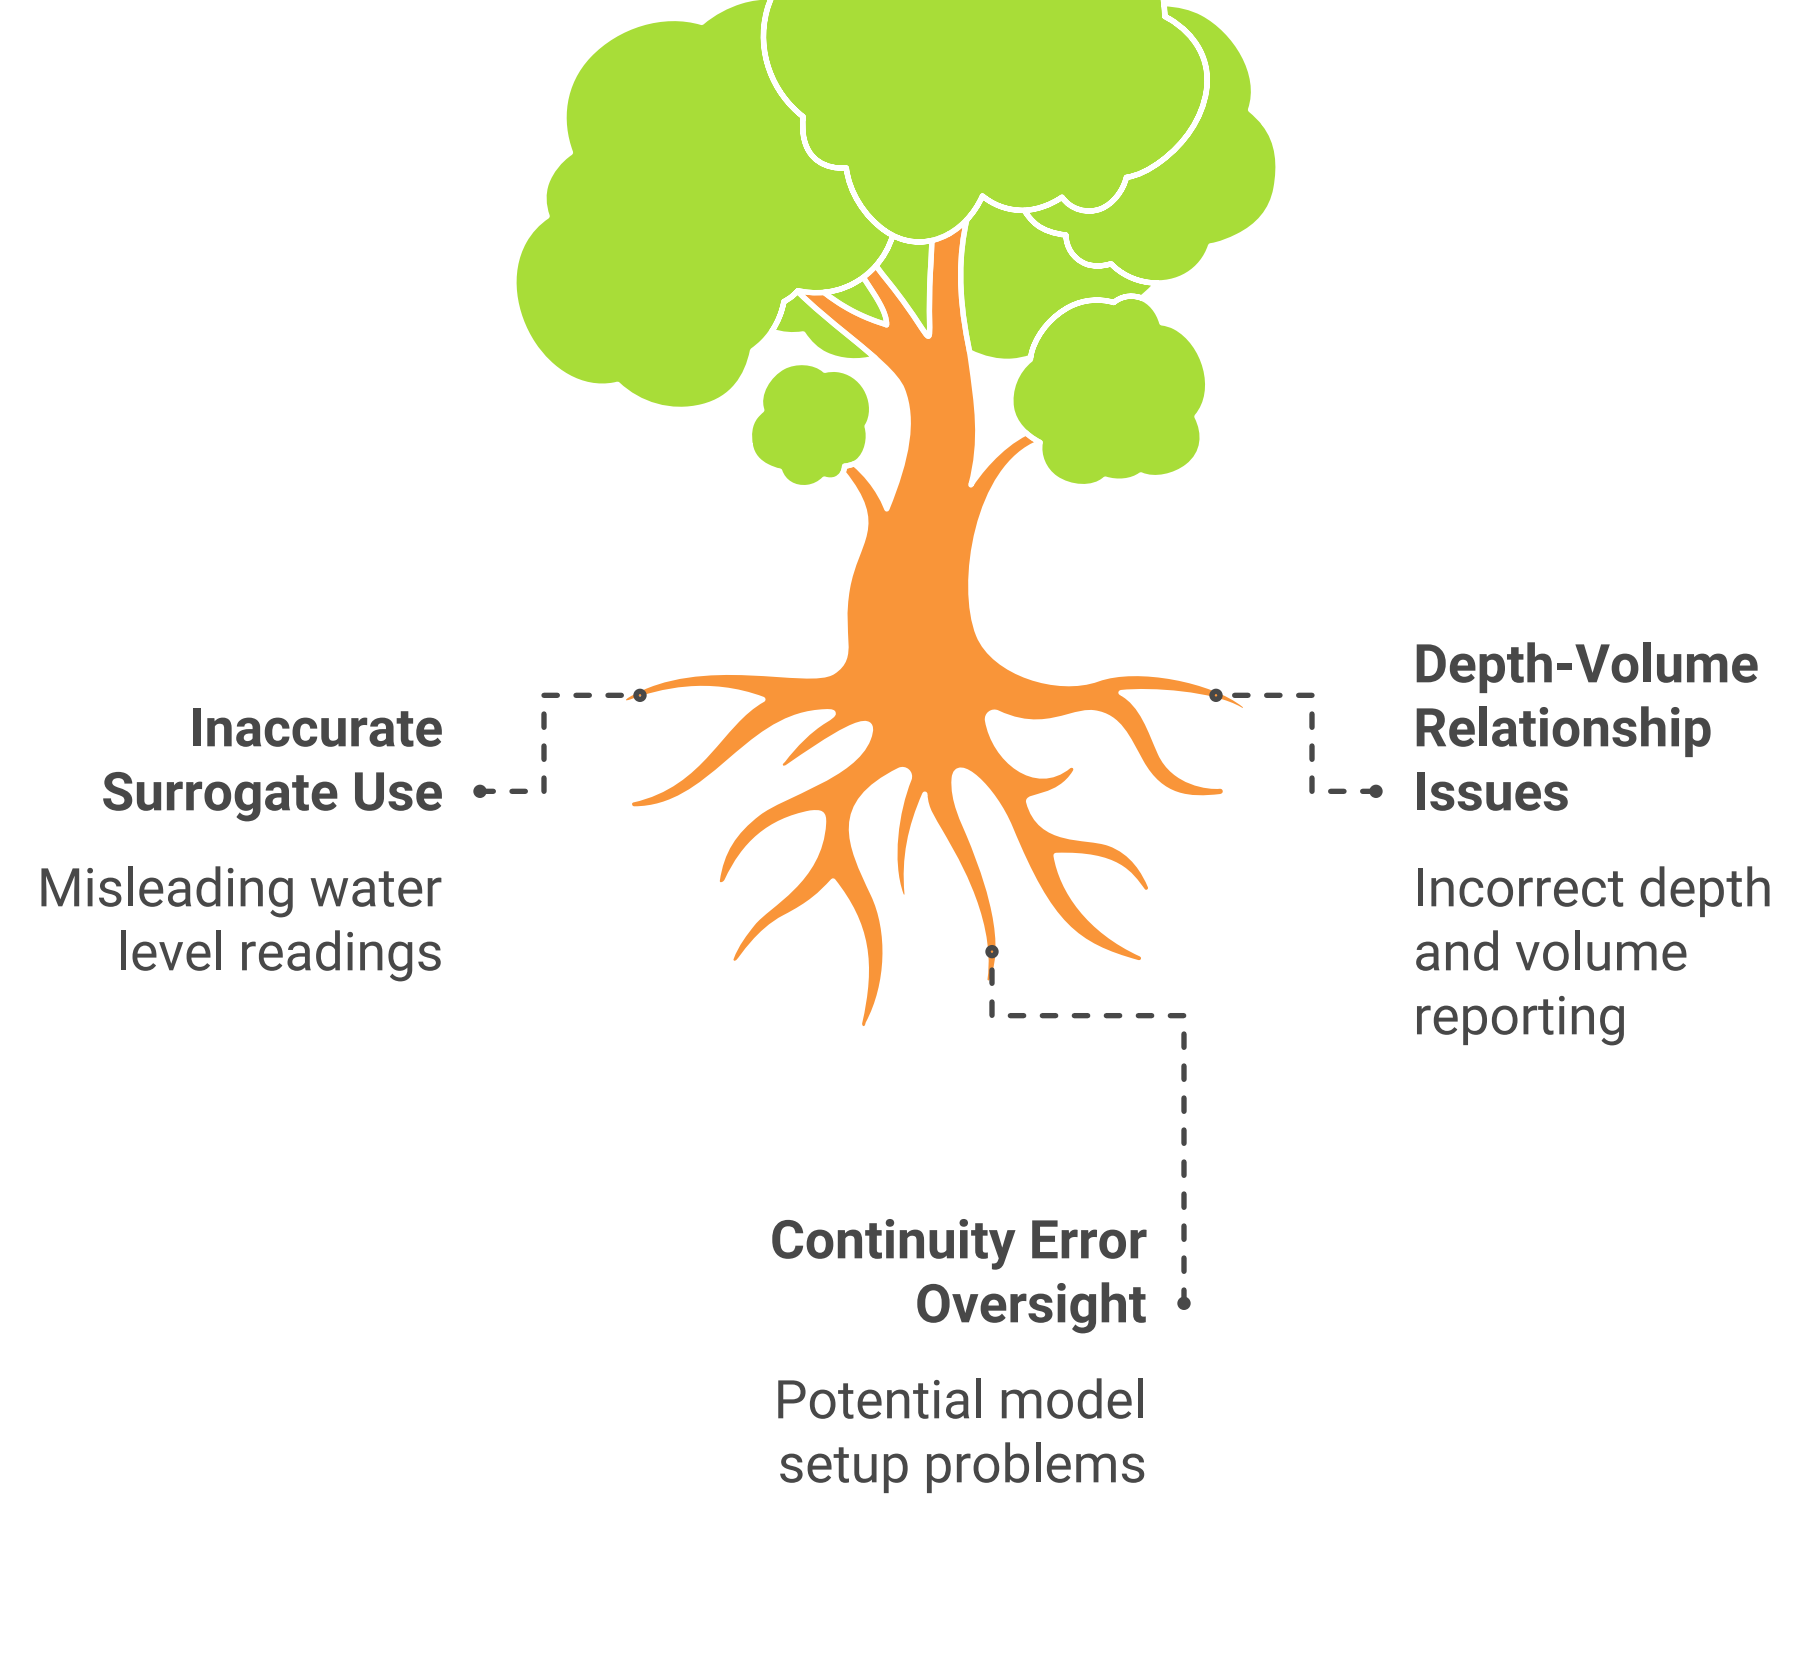 Inaccurate
Surrogate Use
Misleading water
level readings
Depth-Volume
Relationship
Issues
Incorrect depth
and volume
reporting
Continuity Error
Oversight
Potential model
setup problems